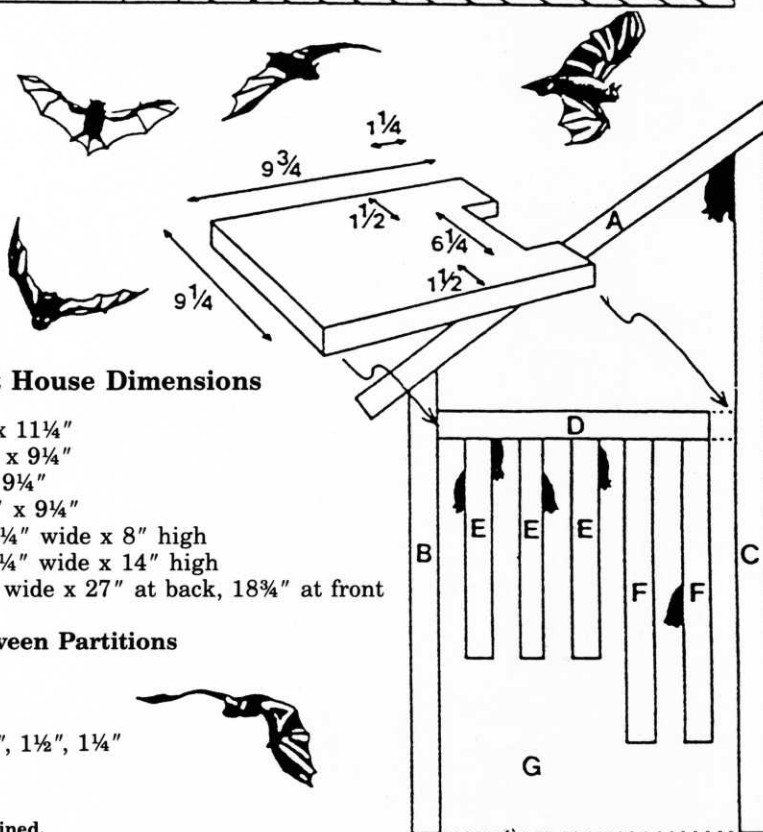 1¼
9¾
1½
6¼
1½
9¼
A
House Dimensions
x 11¼"
x 9¼"
9¼"
x 9¼"
¼" wide x 8" high
¼" wide x 14" high
wide x 27" at back, 18¾" at front
Partitions
", 1½", 1¼"
D
E E E
B C
F F
G